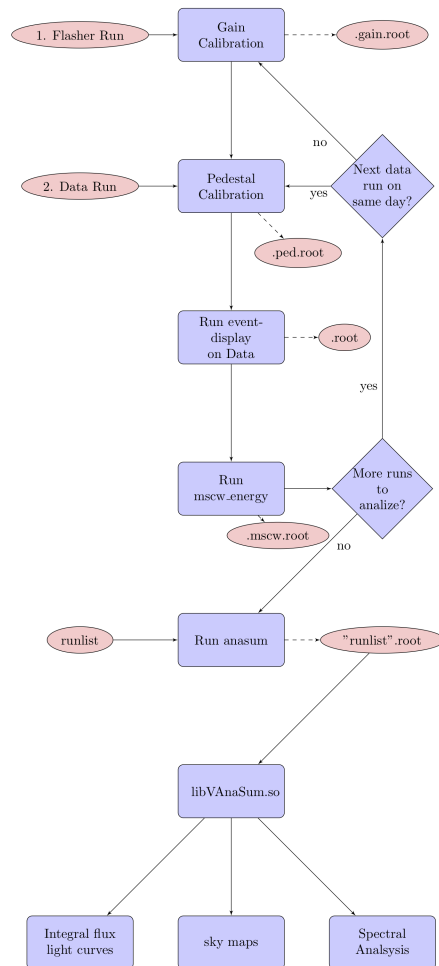 1. Flasher Run
Gain
Calibration
.gain.root
no
2. Data Run
Pedestal
Calibration
yes
Next data
run on
same day?
.ped.root
Run event-
display
on Data
.root
yes
Run
mscw_energy
More runs
to
analize?
.mscw.root
no
runlist
Run anasum
"runlist".root
libVAnaSum.so
Integral flux
light curves
sky maps
Spectral
Analsysis